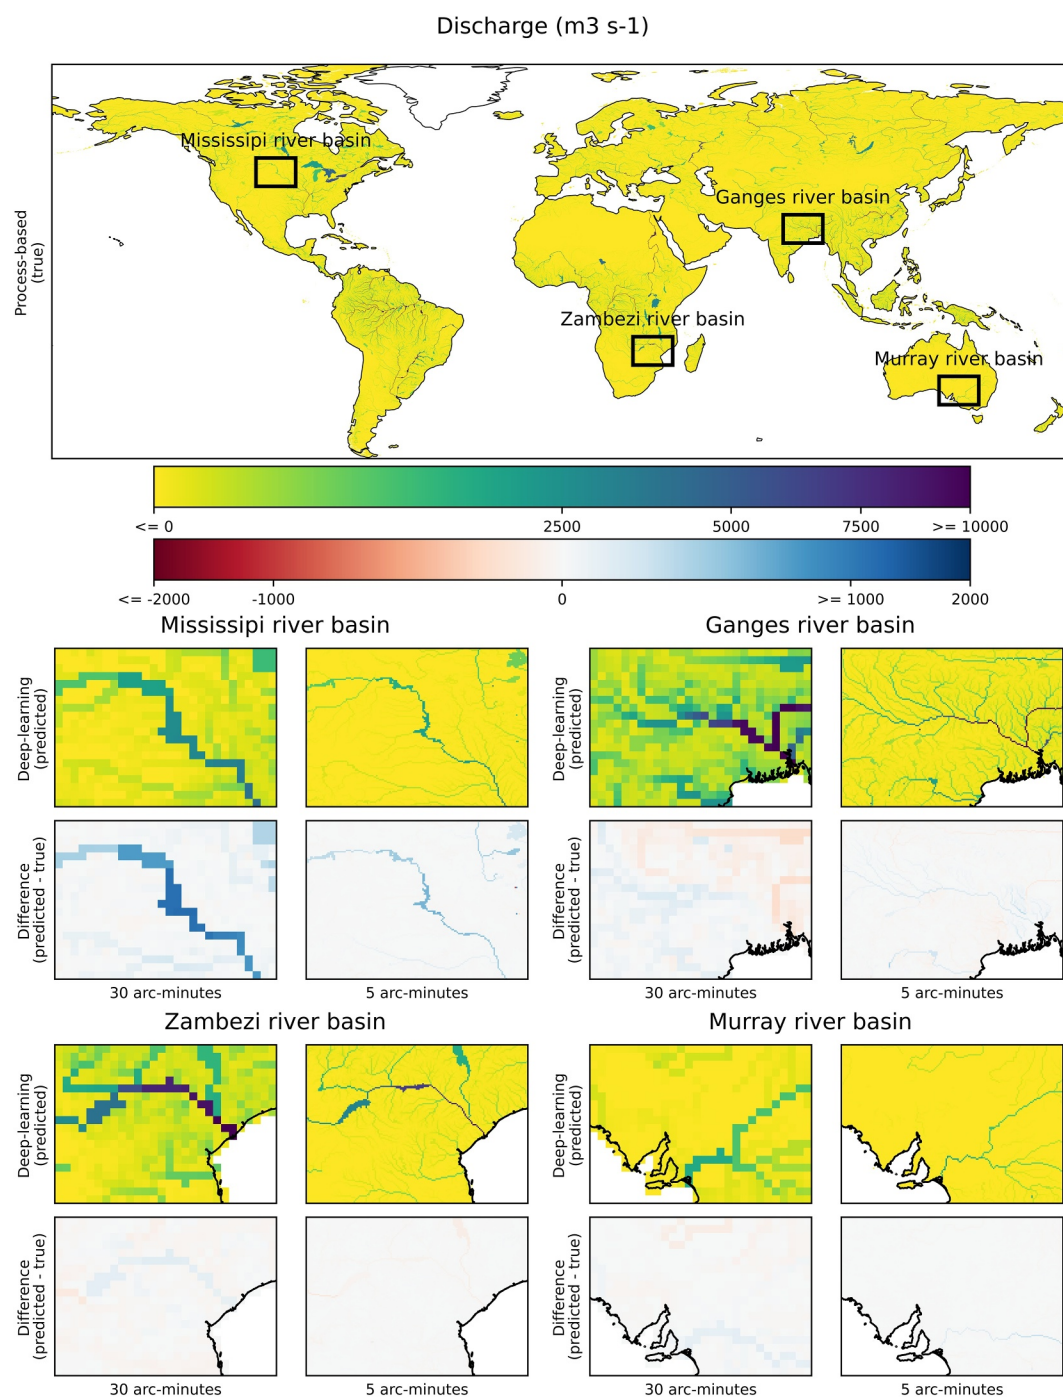 Discharge (m3 s-1)
Process-based
(true)
Mississipi river basin
Ganges river basin
Zambezi river basin
Murray river basin
<= 0
2500
5000
7500
>= 10000
<= -2000
-1000
0
>= 1000
2000
Mississipi river basin
Ganges river basin
Deep-learning
(predicted)
Deep-learning
(predicted)
Difference
(predicted - true)
Difference
(predicted - true)
30 arc-minutes
5 arc-minutes
30 arc-minutes
5 arc-minutes
Zambezi river basin
Murray river basin
Deep-learning
(predicted)
Deep-learning
(predicted)
Difference
(predicted - true)
Difference
(predicted - true)
30 arc-minutes
5 arc-minutes
30 arc-minutes
5 arc-minutes